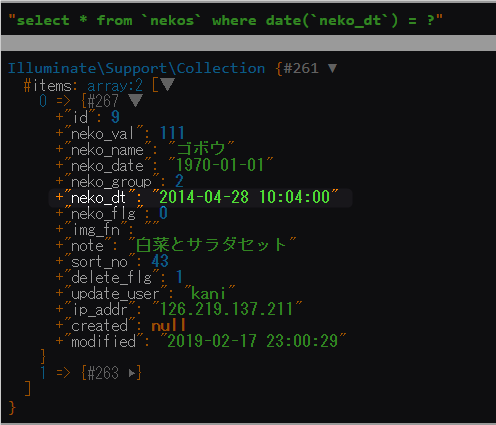 "select * from `nekos` where date(`neko_dt`) = ?"
Illuminate\Support\Collection {#261 ▼
#items: array:2 [▼
0 => {#267 ▼
+"id": 9
+"neko_val": 111
+"neko_name": "ゴボウ"
+"neko_date": "1970-01-01"
+"neko_group": 2
+"neko_dt": "2014-04-28 10:04:00"
+"neko_flg": 0
+"img_fn": ""
+"note": "白菜とサラダセット"
+"sort_no": 43
+"delete_flg": 1
+"update_user": "kani"
+"ip_addr": "126.219.137.211"
+"created": null
+"modified": "2019-02-17 23:00:29"
}
1 => {#263 ▶}
]
}